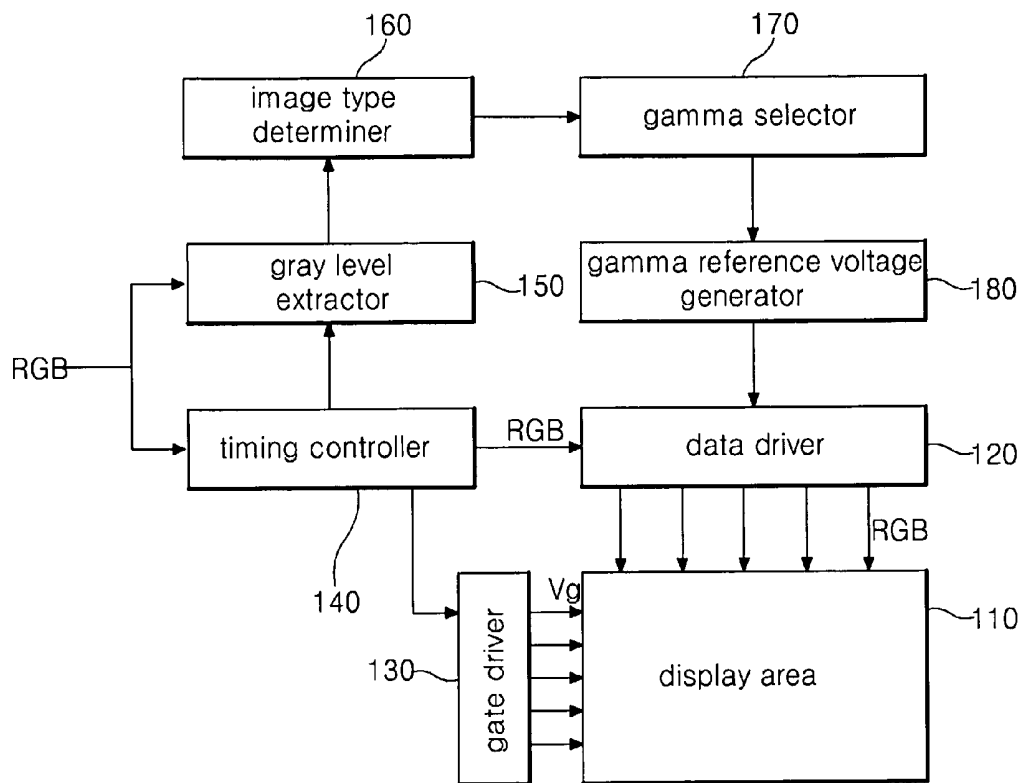 160
170
image type
determiner
gamma selector
gray level
extractor
150
gamma reference voltage
generator
180
RGB
timing controller
RGB
data driver
120
RGB
140
Vg
110
130
gate driver
display area